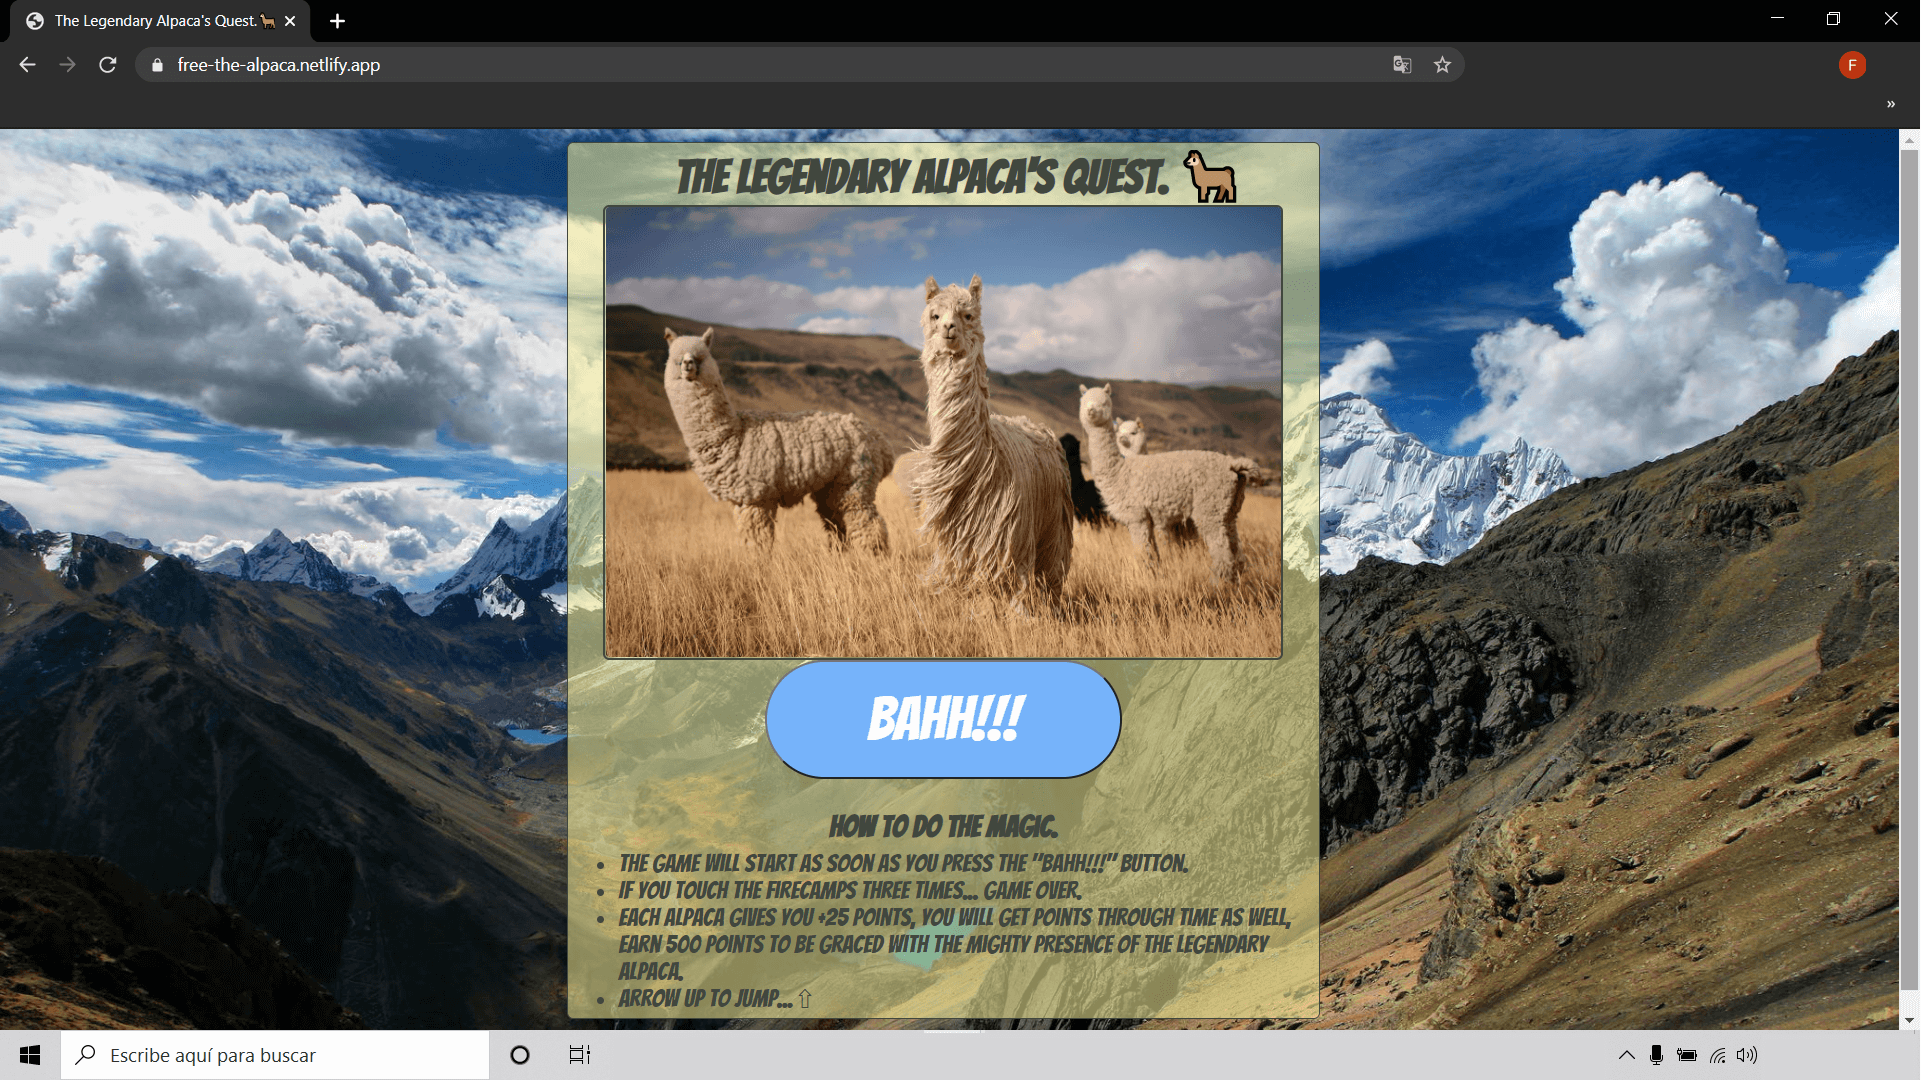 The Legendary Alpaca's Quest.🦙
free-the-alpaca.netlify.app
F
»
THE LEGENDARY ALPACA'S QUEST. 🦙
BAHH!!!
HOW TO DO THE MAGIC.
• THE GAME WILL START AS SOON AS YOU PRESS THE "BAHH!!!" BUTTON.
• IF YOU TOUCH THE FIRECAMPS THREE TIMES... GAME OVER.
• EACH ALPACA GIVES YOU +25 POINTS, YOU WILL GET POINTS THROUGH TIME AS WELL,
EARN 500 POINTS TO BE GRACED WITH THE MIGHTY PRESENCE OF THE LEGENDARY
ALPACA.
• ARROW UP TO JUMP... ⇧
Escribe aquí para buscar